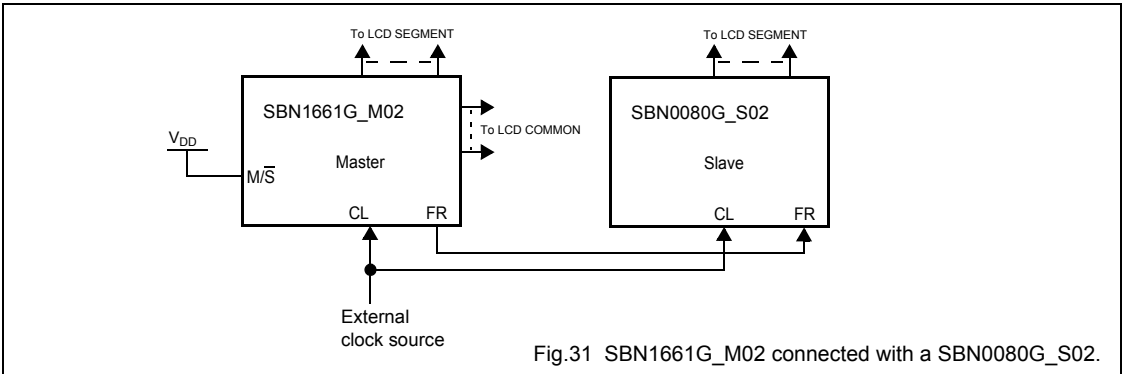 To LCD SEGMENT
To LCD SEGMENT
SBN1661G_M02
SBN0080G_S02
VDD
To LCD COMMON
Master
Slave
M/S̅
CL FR
CL FR
External
clock source
Fig.31 SBN1661G_M02 connected with a SBN0080G_S02.